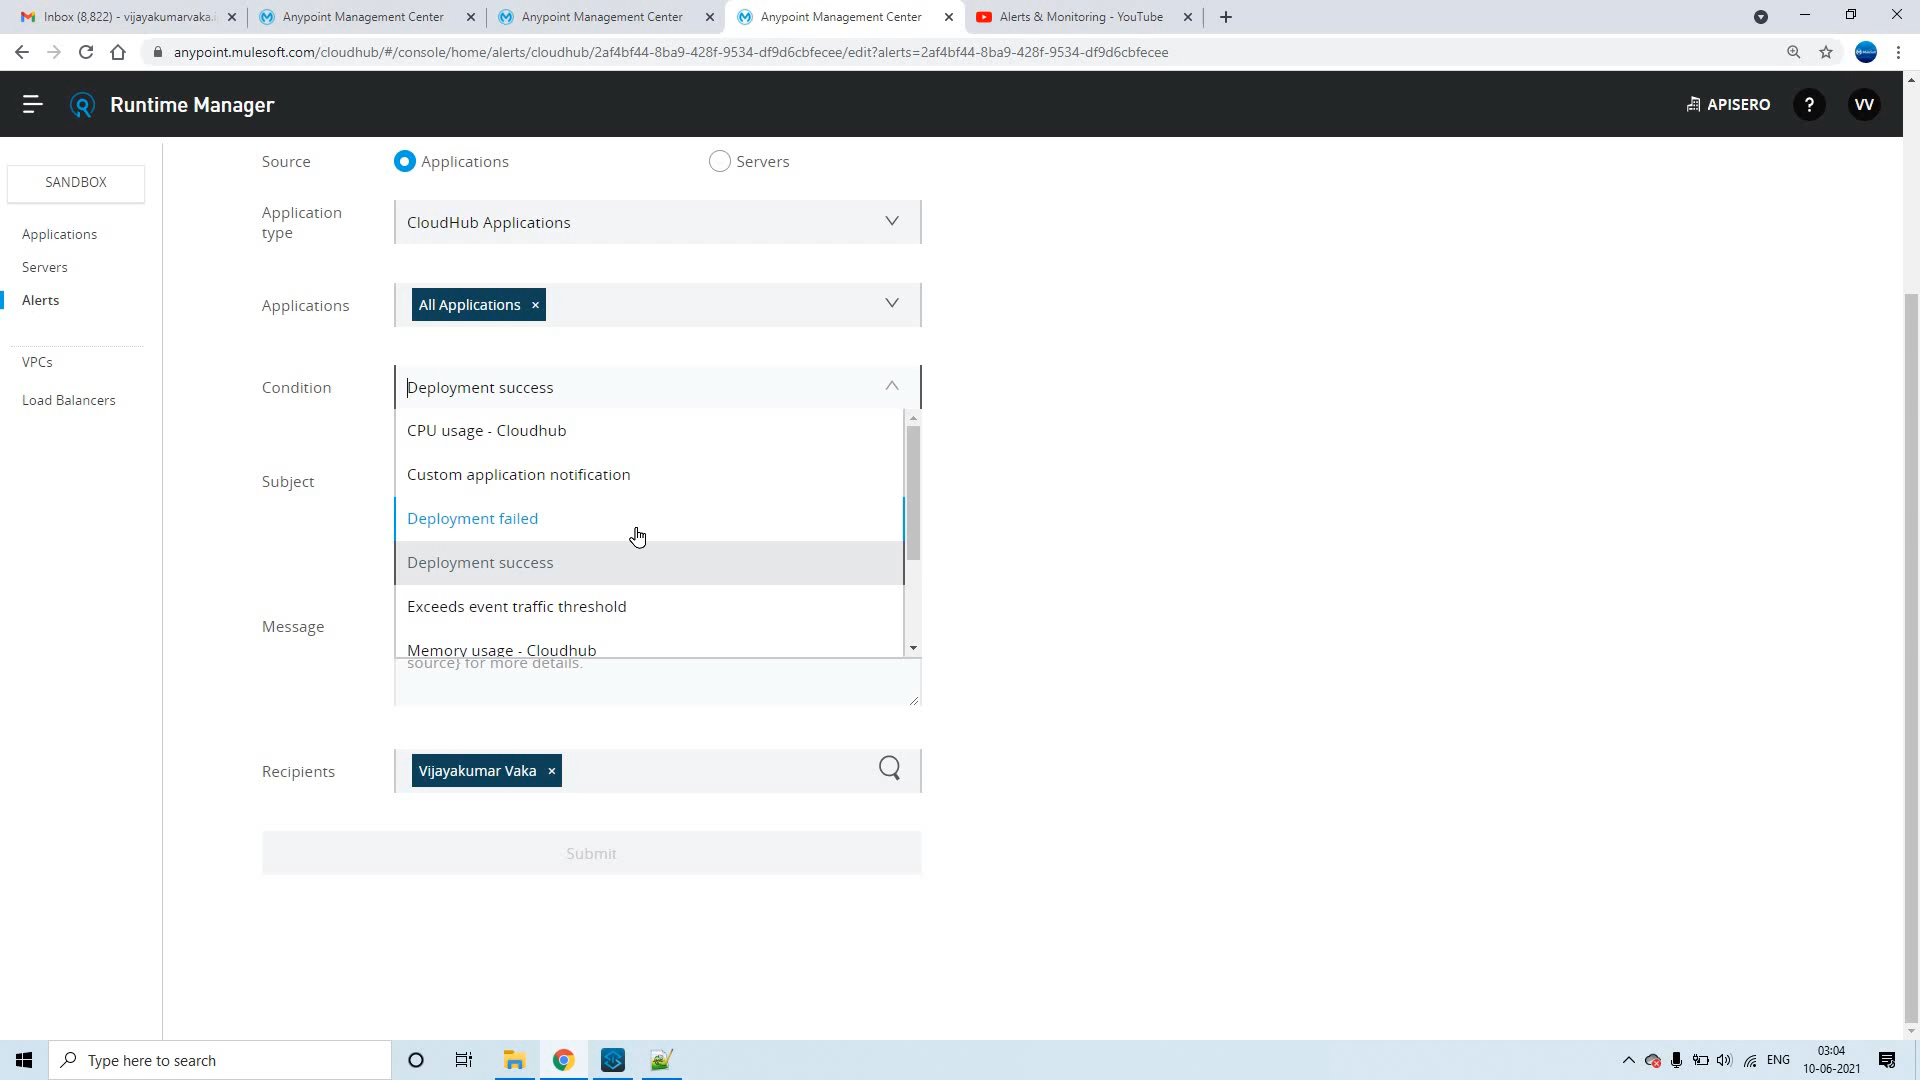 Inbox (8,822) - vijayakumarvaka.i
Anypoint Management Center
Anypoint Management Center
Anypoint Management Center
Alerts & Monitoring - YouTube
anypoint.mulesoft.com/cloudhub/#/console/home/alerts/cloudhub/2af4bf44-8ba9-428f-9534-df9d6cbfecee/edit?alerts=2af4bf44-8ba9-428f-9534-df9d6cbfecee
Runtime Manager
APISERO
?
VV
SANDBOX
Applications
Servers
Alerts
VPCs
Load Balancers
Source
Applications
Servers
Application type
CloudHub Applications
Applications
All Applications ×
Condition
Deployment success
CPU usage - Cloudhub
Custom application notification
Deployment failed
Deployment success
Exceeds event traffic threshold
Memory usage - Cloudhub
Subject
Message
source} for more details.
Recipients
Vijayakumar Vaka ×
Submit
Type here to search
ENG
03:04
10-06-2021